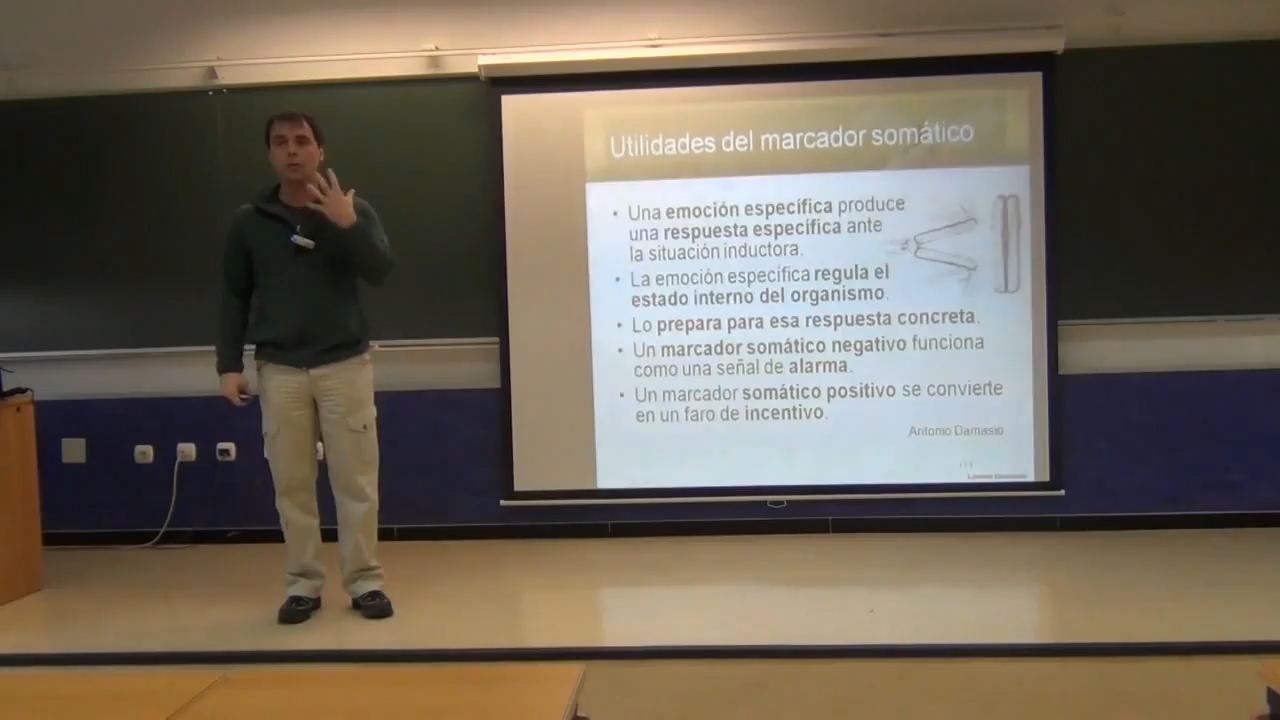 Utilidades del marcador somático
• Una emoción específica produce
una respuesta específica ante
la situación inductora.
• La emoción específica regula el
estado interno del organismo.
• Lo prepara para esa respuesta concreta.
• Un marcador somático negativo funciona
como una señal de alarma.
• Un marcador somático positivo se convierte
en un faro de incentivo.
Antonio Damasio